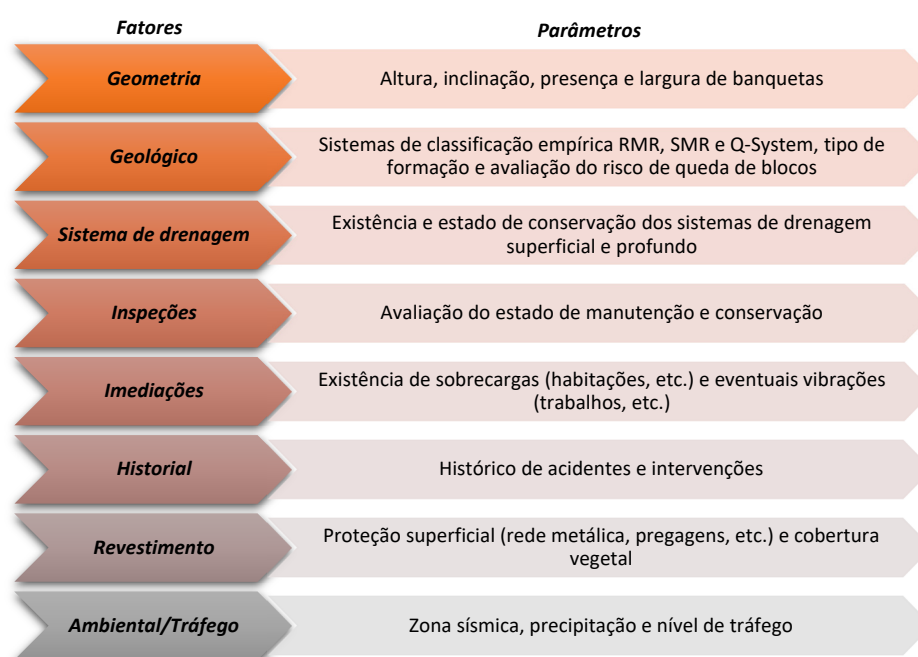 Fatores
Parâmetros
Geometria
Altura, inclinação, presença e largura de banquetas
Geológico
Sistemas de classificação empírica RMR, SMR e Q-System, tipo de
formação e avaliação do risco de queda de blocos
Sistema de drenagem
Existência e estado de conservação dos sistemas de drenagem
superficial e profundo
Inspeções
Avaliação do estado de manutenção e conservação
Imediações
Existência de sobrecargas (habitações, etc.) e eventuais vibrações
(trabalhos, etc.)
Historial
Histórico de acidentes e intervenções
Revestimento
Proteção superficial (rede metálica, pregagens, etc.) e cobertura
vegetal
Ambiental/Tráfego
Zona sísmica, precipitação e nível de tráfego